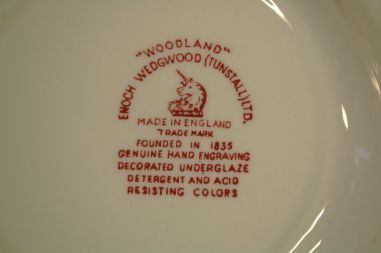 "WOODLAND"
ENOCH WEDGWOOD (TUNSTALL) LTD.
MADE IN ENGLAND
TRADE MARK
FOUNDED IN 1835
GENUINE HAND ENGRAVING
DECORATED UNDERGLAZE
DETERGENT AND ACID
RESISTING COLORS